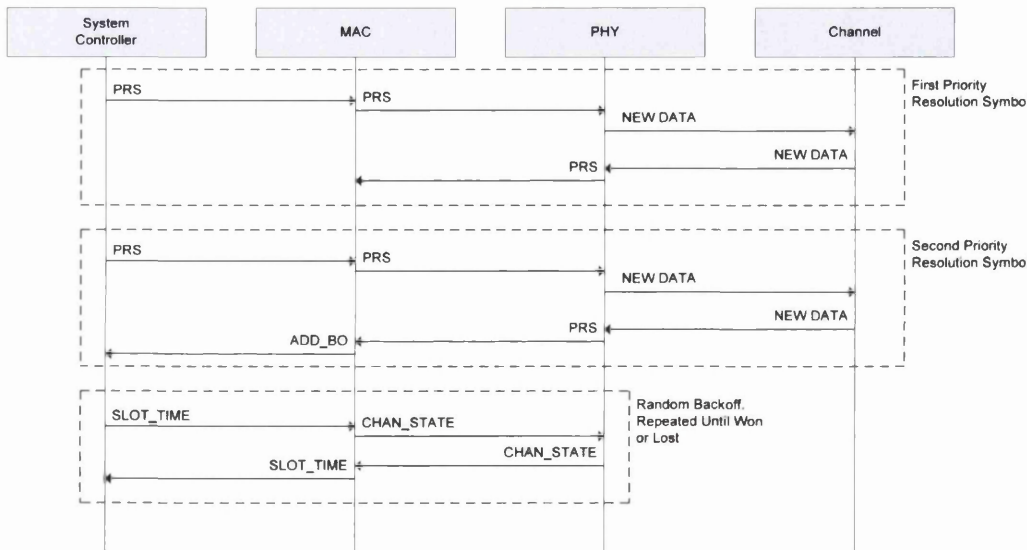 System
Controller
MAC
PHY
Channel
First Priority
Resolution Symbo
PRS
PRS
NEW DATA
NEW DATA
PRS
Second Priority
Resolution Symbo
PRS
PRS
NEW DATA
NEW DATA
PRS
ADD_BO
Random Backoff,
Repeated Until Won
or Lost
SLOT_TIME
CHAN_STATE
CHAN_STATE
SLOT_TIME